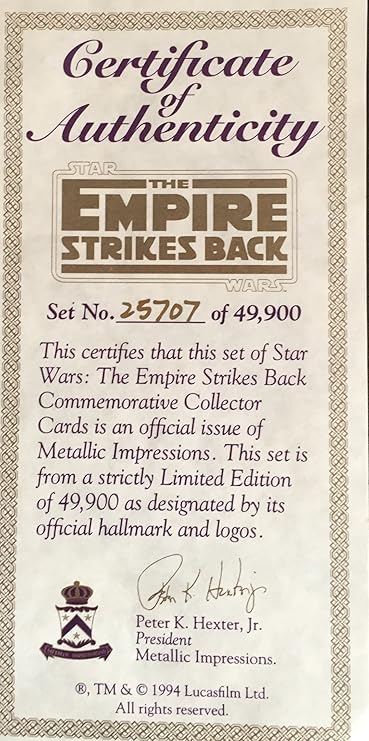 Certificate
of
Authenticity
STAR
THE
EMPIRE
STRIKES BACK
WARS
Set No. 25707 of 49,900
This certifies that this set of Star
Wars: The Empire Strikes Back
Commemorative Collector
Cards is an official issue of
Metallic Impressions. This set is
from a strictly Limited Edition
of 49,900 as designated by its
official hallmark and logos.
Peter K. Hexter, Jr.
President
Metallic Impressions.
®, TM & © 1994 Lucasfilm Ltd.
All rights reserved.